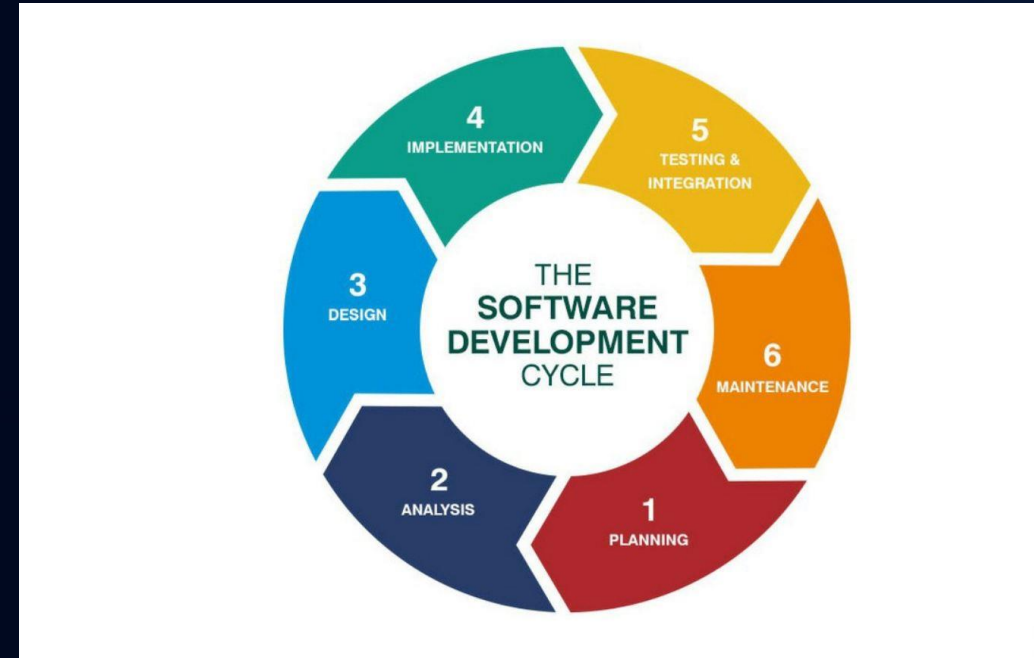 THE
SOFTWARE
DEVELOPMENT
CYCLE
1
PLANNING
2
ANALYSIS
3
DESIGN
4
IMPLEMENTATION
5
TESTING &
INTEGRATION
6
MAINTENANCE